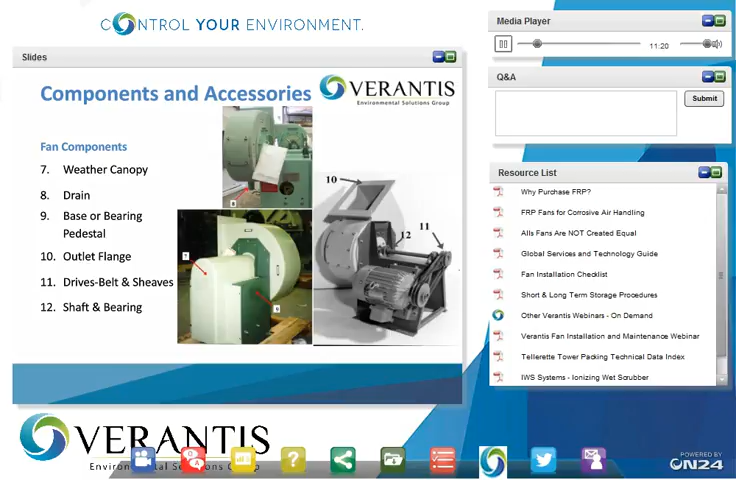 CONTROL YOUR ENVIRONMENT.
Slides
Components and Accessories
VERANTIS
Environmental Solutions Group
Fan Components
7. Weather Canopy
8. Drain
9. Base or Bearing
Pedestal
10. Outlet Flange
11. Drives-Belt & Sheaves
12. Shaft & Bearing
8
7
9
10
11
12
VERANTIS
Environmental Solutions Group
Media Player
11:20
Q&A
Submit
Resource List
Why Purchase FRP?
FRP Fans for Corrosive Air Handling
Alls Fans Are NOT Created Equal
Global Services and Technology Guide
Fan Installation Checklist
Short & Long Term Storage Procedures
Other Verantis Webinars - On Demand
Verantis Fan Installation and Maintenance Webinar
Tellerette Tower Packing Technical Data Index
IWS Systems - Ionizing Wet Scrubber
Q
A
?
POWERED BY
ON24